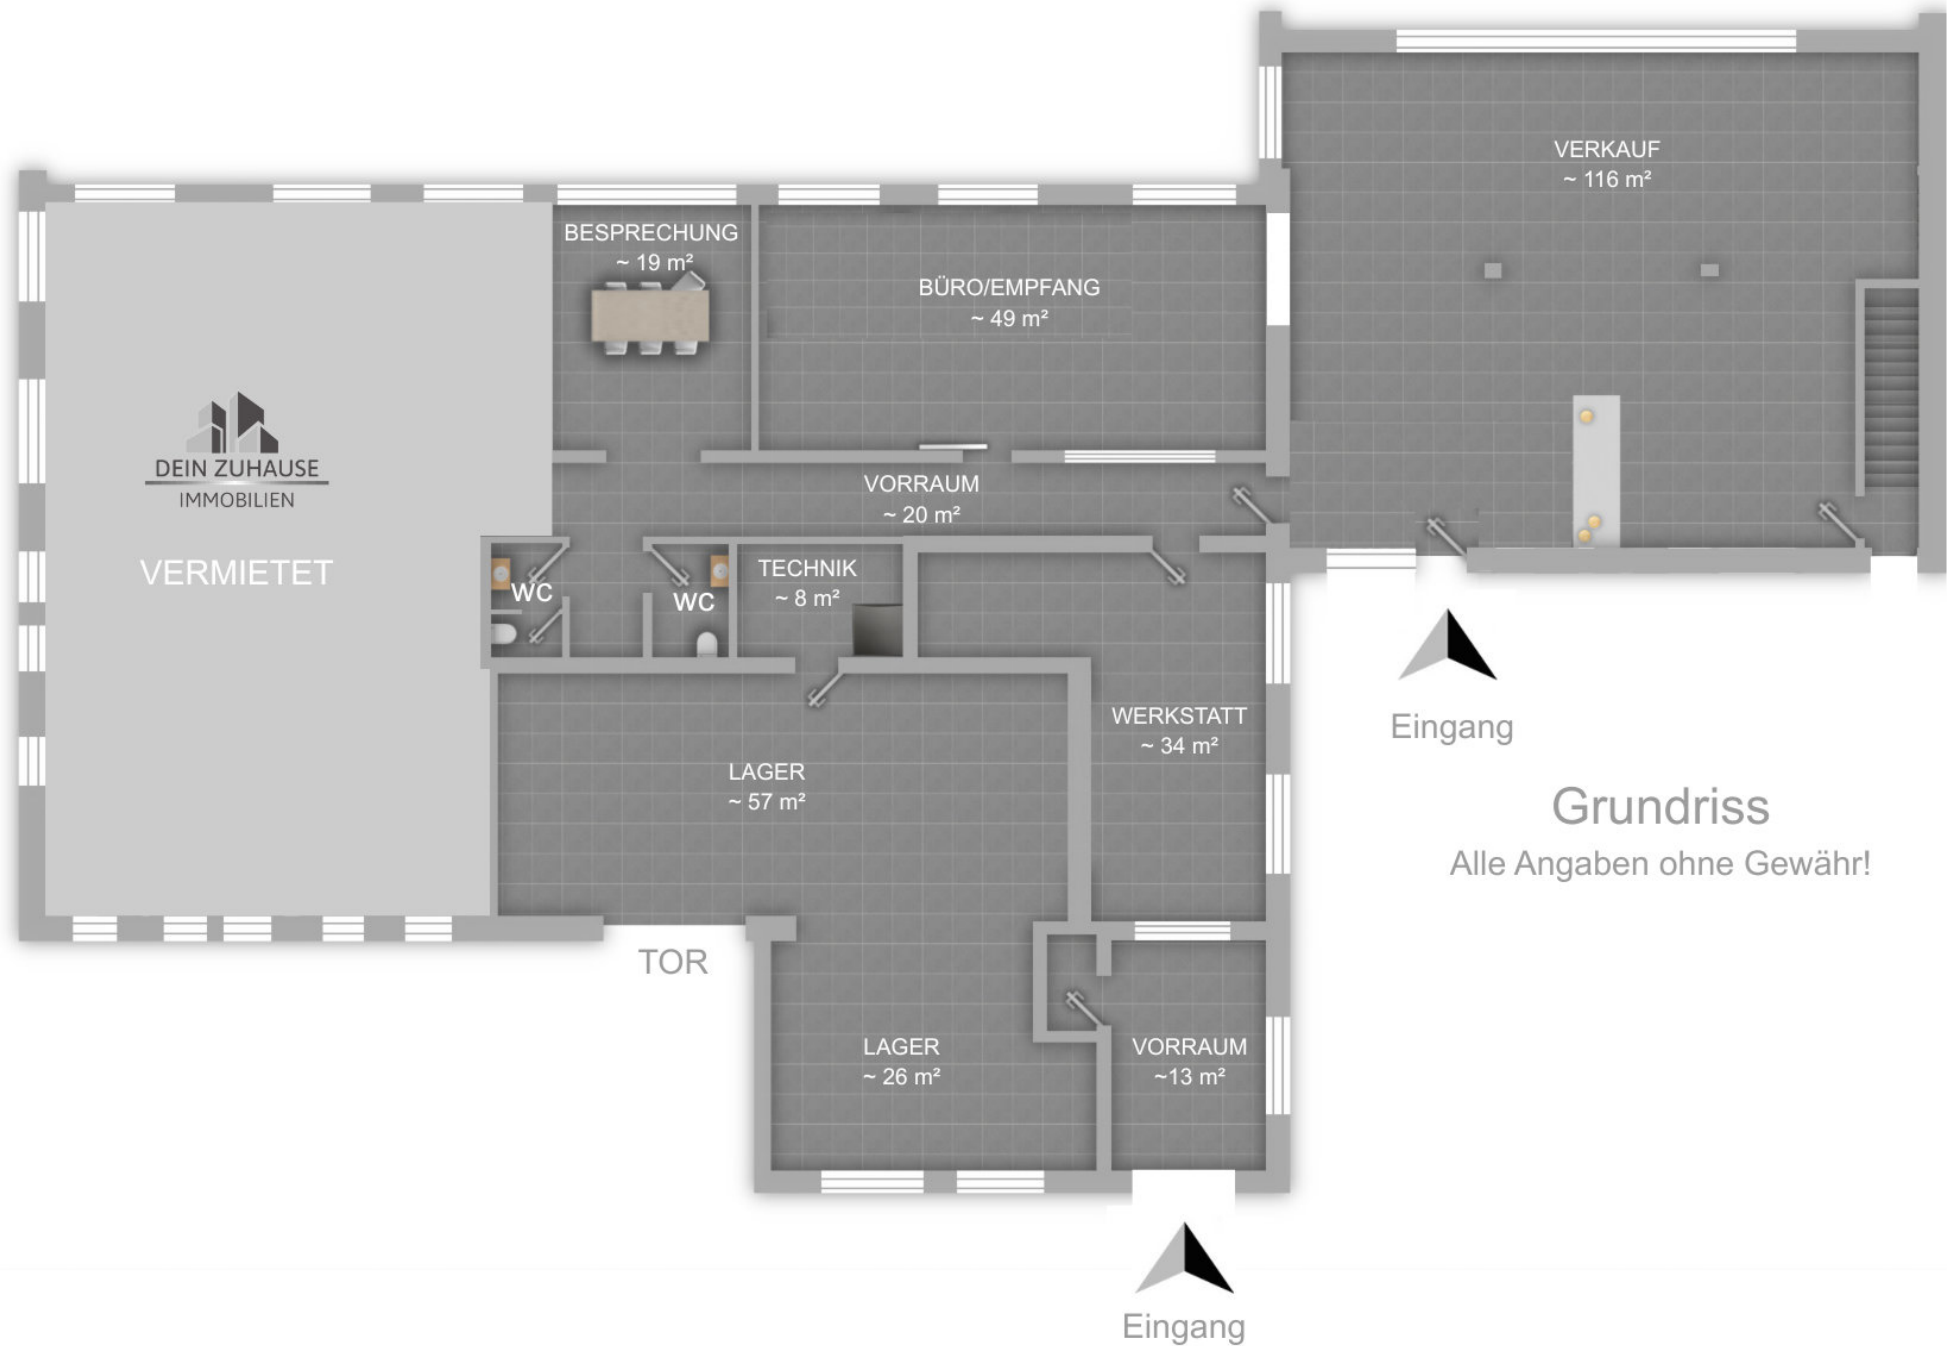 VERKAUF
~ 116 m²
BESPRECHUNG
~ 19 m²
BÜRO/EMPFANG
~ 49 m²
DEIN ZUHAUSE
IMMOBILIEN
VERMIETET
VORRAUM
~ 20 m²
WC
WC
TECHNIK
~ 8 m²
WERKSTATT
~ 34 m²
LAGER
~ 57 m²
Eingang
Grundriss
Alle Angaben ohne Gewähr!
TOR
LAGER
~ 26 m²
VORRAUM
~13 m²
Eingang